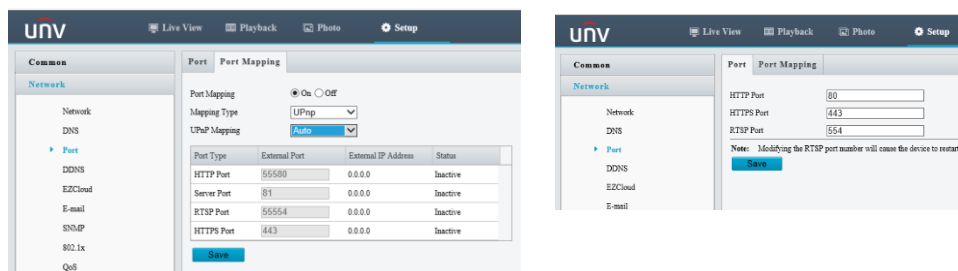 unv
Live View Playback Photo Setup
Common
Network
Network
DNS
Port
DDNS
EZCloud
E-mail
SNMP
802.1x
QoS
Port Port Mapping
Port Mapping On Off
Mapping Type UPnp
UPnP Mapping Auto
Port Type External Port External IP Address Status
HTTP Port 55580 0.0.0.0 Inactive
Server Port 81 0.0.0.0 Inactive
RTSP Port 55554 0.0.0.0 Inactive
HTTPS Port 443 0.0.0.0 Inactive
Save
unv
Live View Playback Photo Setup
Common
Network
Network
DNS
Port
DDNS
EZCloud
E-mail
Port Port Mapping
HTTP Port 80
HTTPS Port 443
RTSP Port 554
Note: Modifying the RTSP port number will cause the device to restart
Save